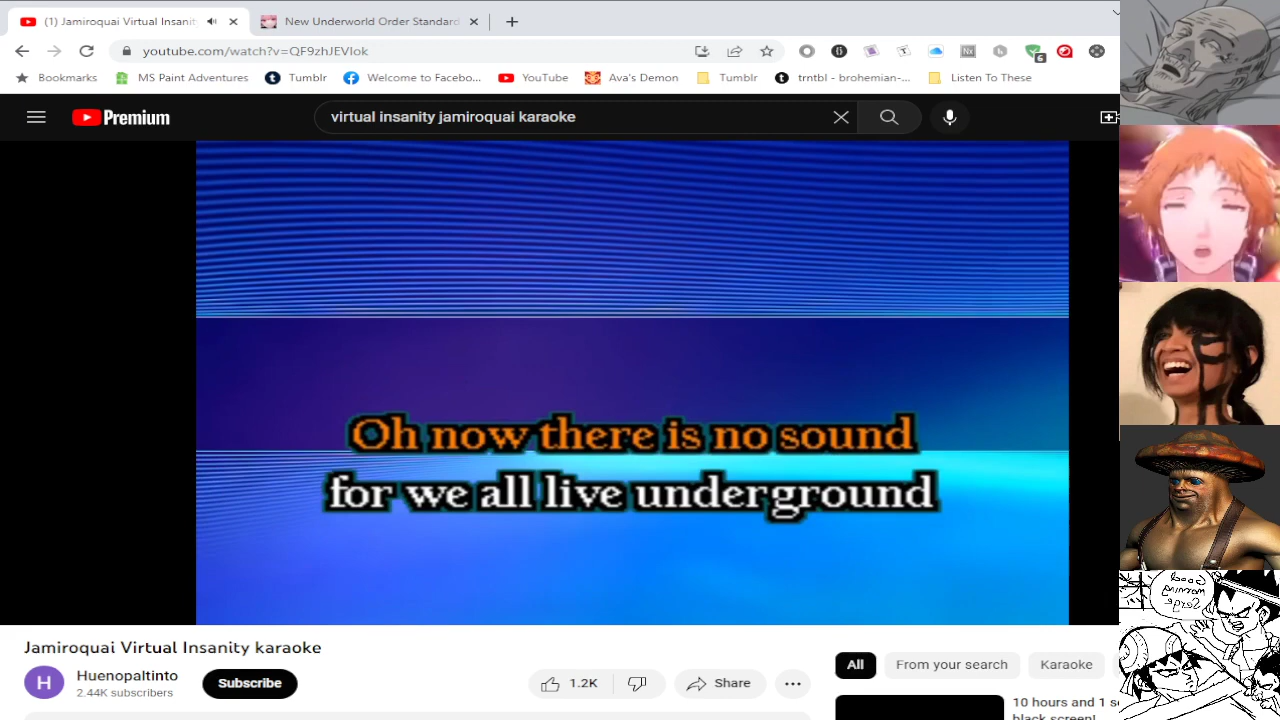 (1) Jamiroquai Virtual Insanity
New Underworld Order Standard
youtube.com/watch?v=QF9zhJEVIok
6
Bookmarks
MS Paint Adventures
Tumblr
Welcome to Facebo...
YouTube
Ava's Demon
Tumblr
trntbl - brohemian-...
Listen To These
Premium
virtual insanity jamiroquai karaoke
Oh now there is no sound
for we all live underground
Jamiroquai Virtual Insanity karaoke
H
Huenopaltinto
2.44K subscribers
Subscribe
1.2K
Share
All
From your search
Karaoke
10 hours and 1 s
black screen!